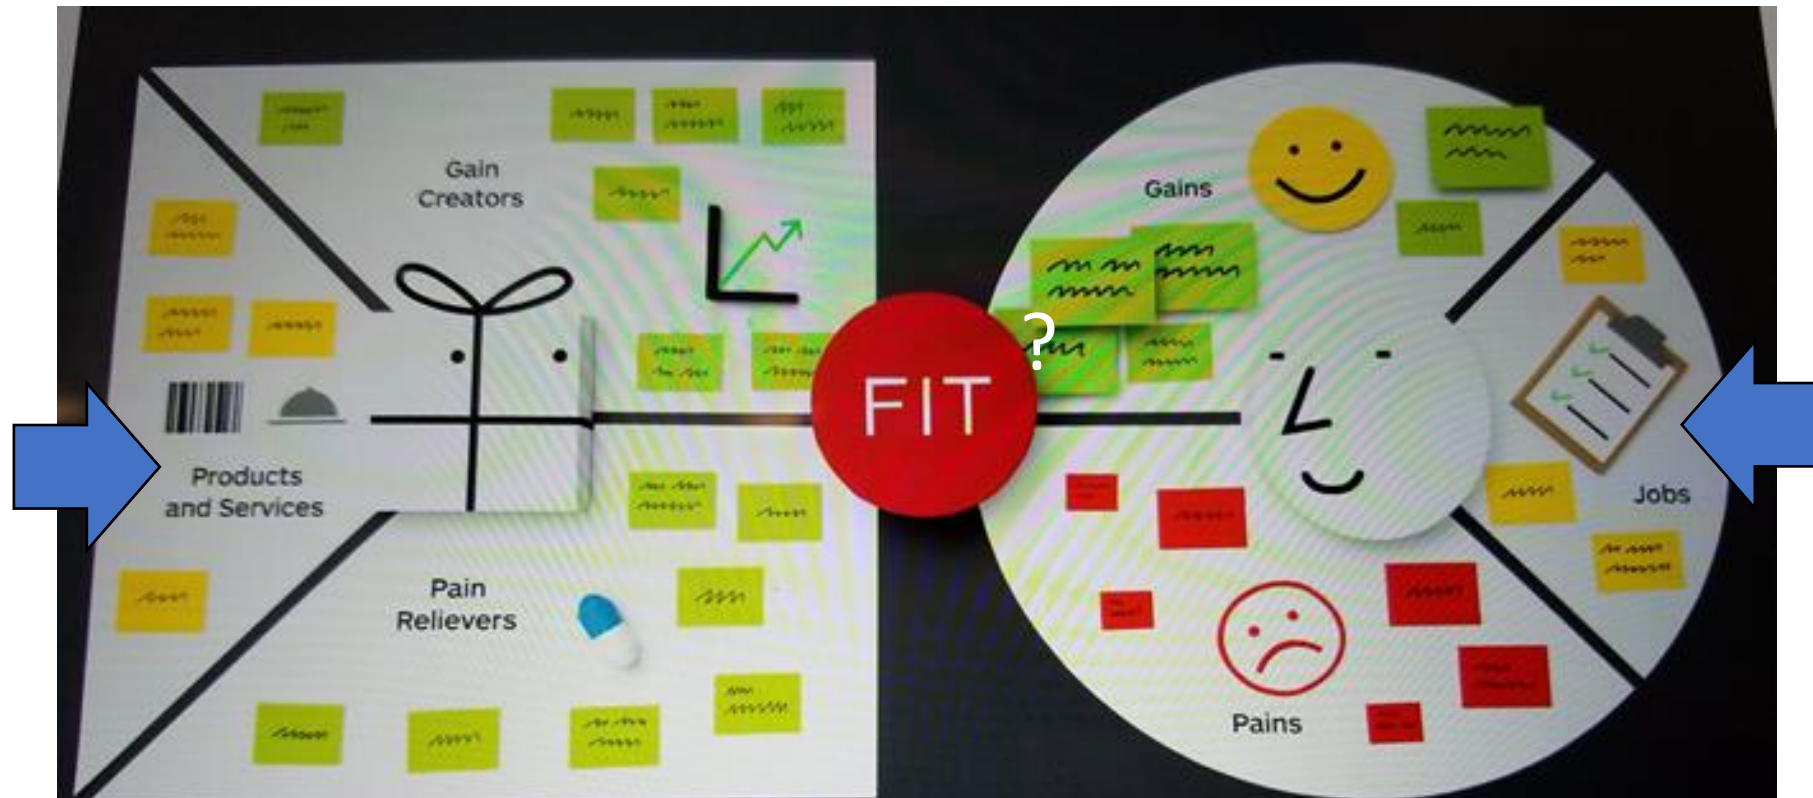 Gain
Creators
Products
and Services
Pain
Relievers
FIT
?
Gains
Jobs
Pains